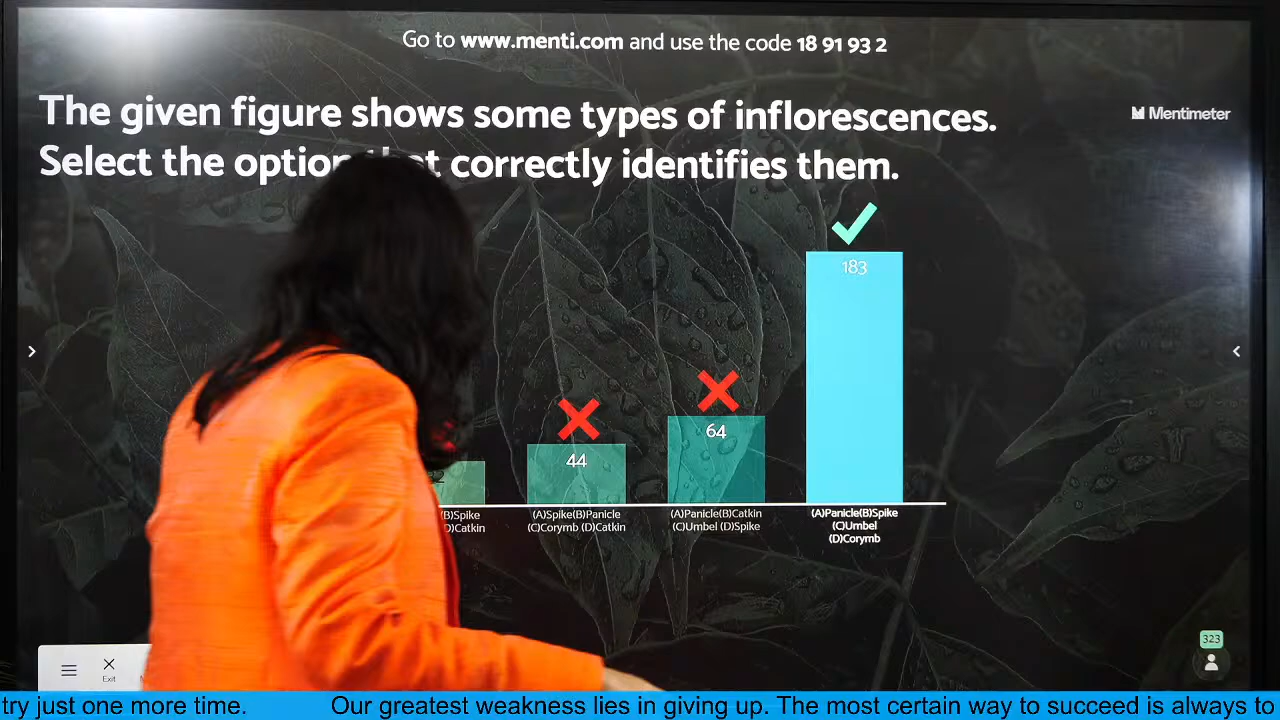 Go to www.menti.com and use the code 18 91 93 2
The given figure shows some types of inflorescences.
Mentimeter
Select the correctly identifies them.
183
64
44
(B)Spike
D)Catkin
(A)Spike(B)Panicle
(C)Corymb (D)Catkin
(A)Panicle(B)Catkin
(C)Umbel (D)Spike
(A)Panicle(B)Spike
(C)Umbel
(D)Corymb
323
Exit
try just one more time. Our greatest weakness lies in giving up. The most certain way to succeed is always to